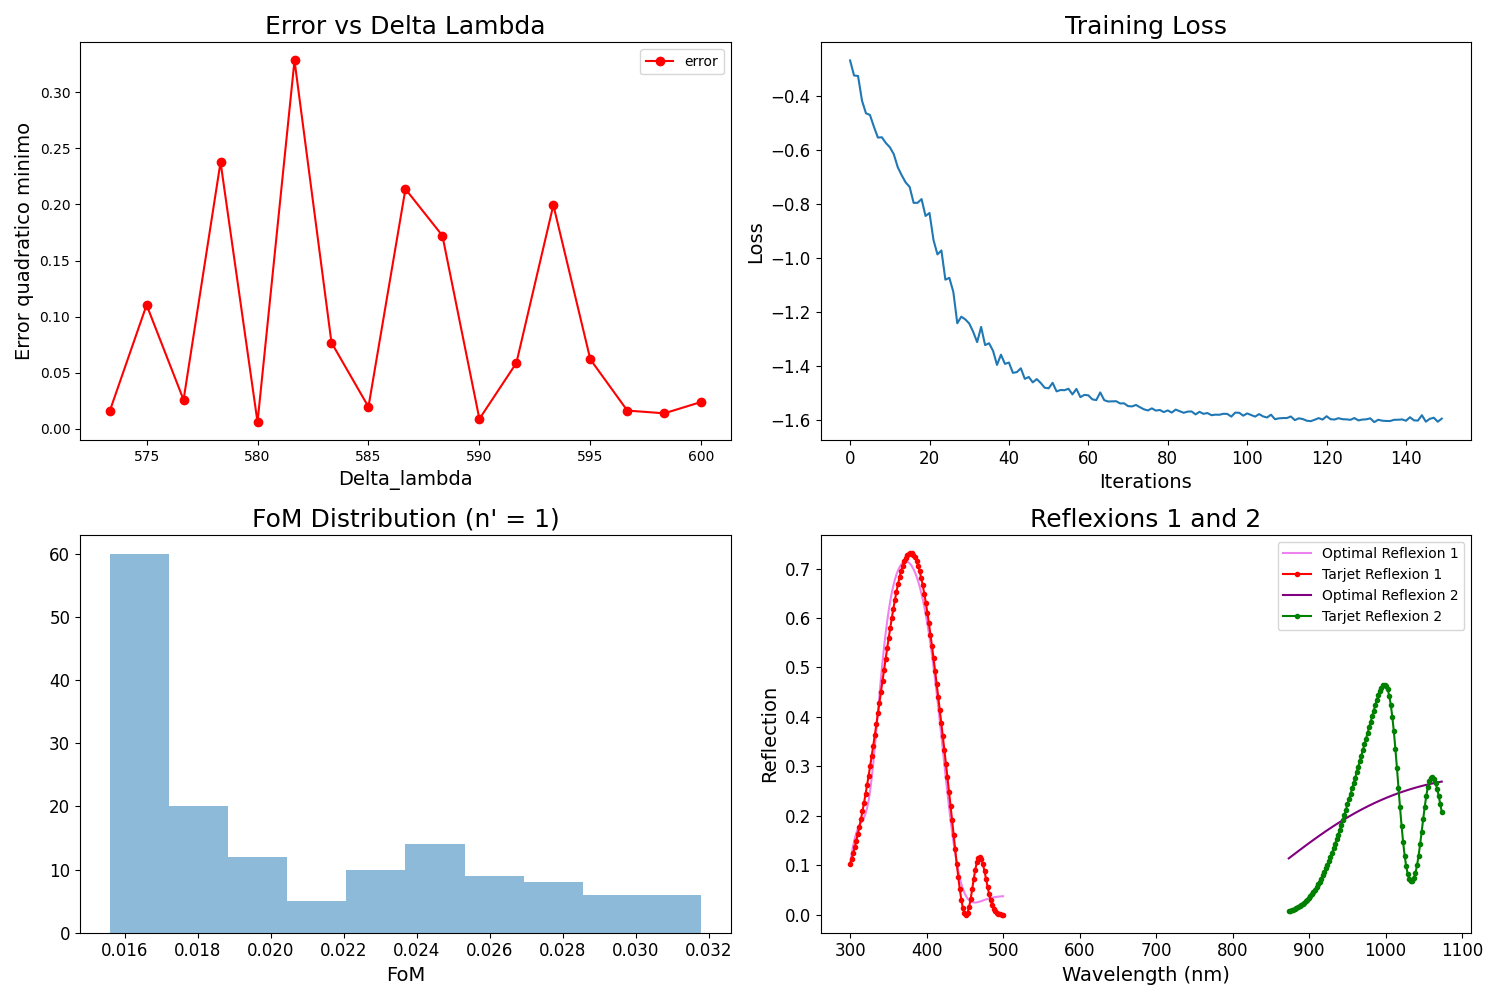 Error vs Delta Lambda
error
0.30
0.25
0.20
0.15
0.10
0.05
0.00
Error quadratico minimo
575 580 585 590 595 600
Delta_lambda
Training Loss
−0.4
−0.6
−0.8
−1.0
−1.2
−1.4
−1.6
Loss
0 20 40 60 80 100 120 140
Iterations
FoM Distribution (n' = 1)
60
50
40
30
20
10
0
0.016 0.018 0.020 0.022 0.024 0.026 0.028 0.030 0.032
FoM
Reflexions 1 and 2
Optimal Reflexion 1
Tarjet Reflexion 1
Optimal Reflexion 2
Tarjet Reflexion 2
0.7
0.6
0.5
0.4
0.3
0.2
0.1
0.0
Reflection
300 400 500 600 700 800 900 1000 1100
Wavelength (nm)